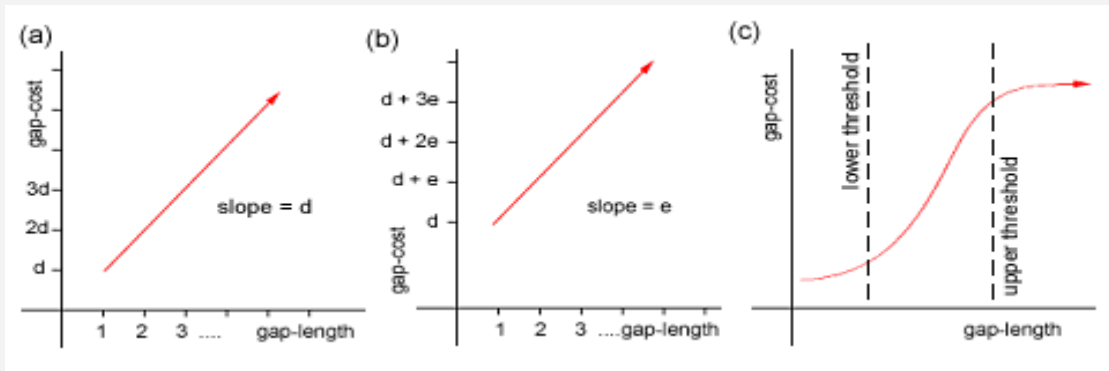 (a)
gap-cost
3d
2d
d
slope = d
1 2 3 .... gap-length
(b)
d + 3e
d + 2e
d + e
d
gap-cost
slope = e
1 2 3 ....gap-length
(c)
gap-cost
lower threshold
upper threshold
gap-length